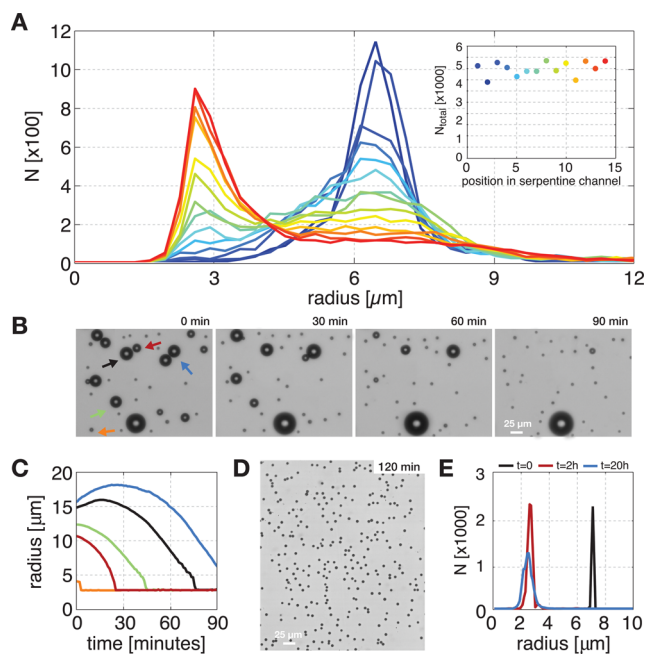 A
N [x100]
12
10
8
6
4
2
0
0
3
6
9
12
radius [µm]
N_total [x1000]
6
5
4
3
2
1
0
0
5
10
15
position in serpentine channel
B
0 min
30 min
60 min
90 min
25 µm
C
radius [µm]
20
15
10
5
0
0
30
60
90
time [minutes]
D
120 min
25 µm
E
t=0 t=2h t=20h
N [x1000]
3
2
1
0
0
2
4
6
8
10
radius [µm]